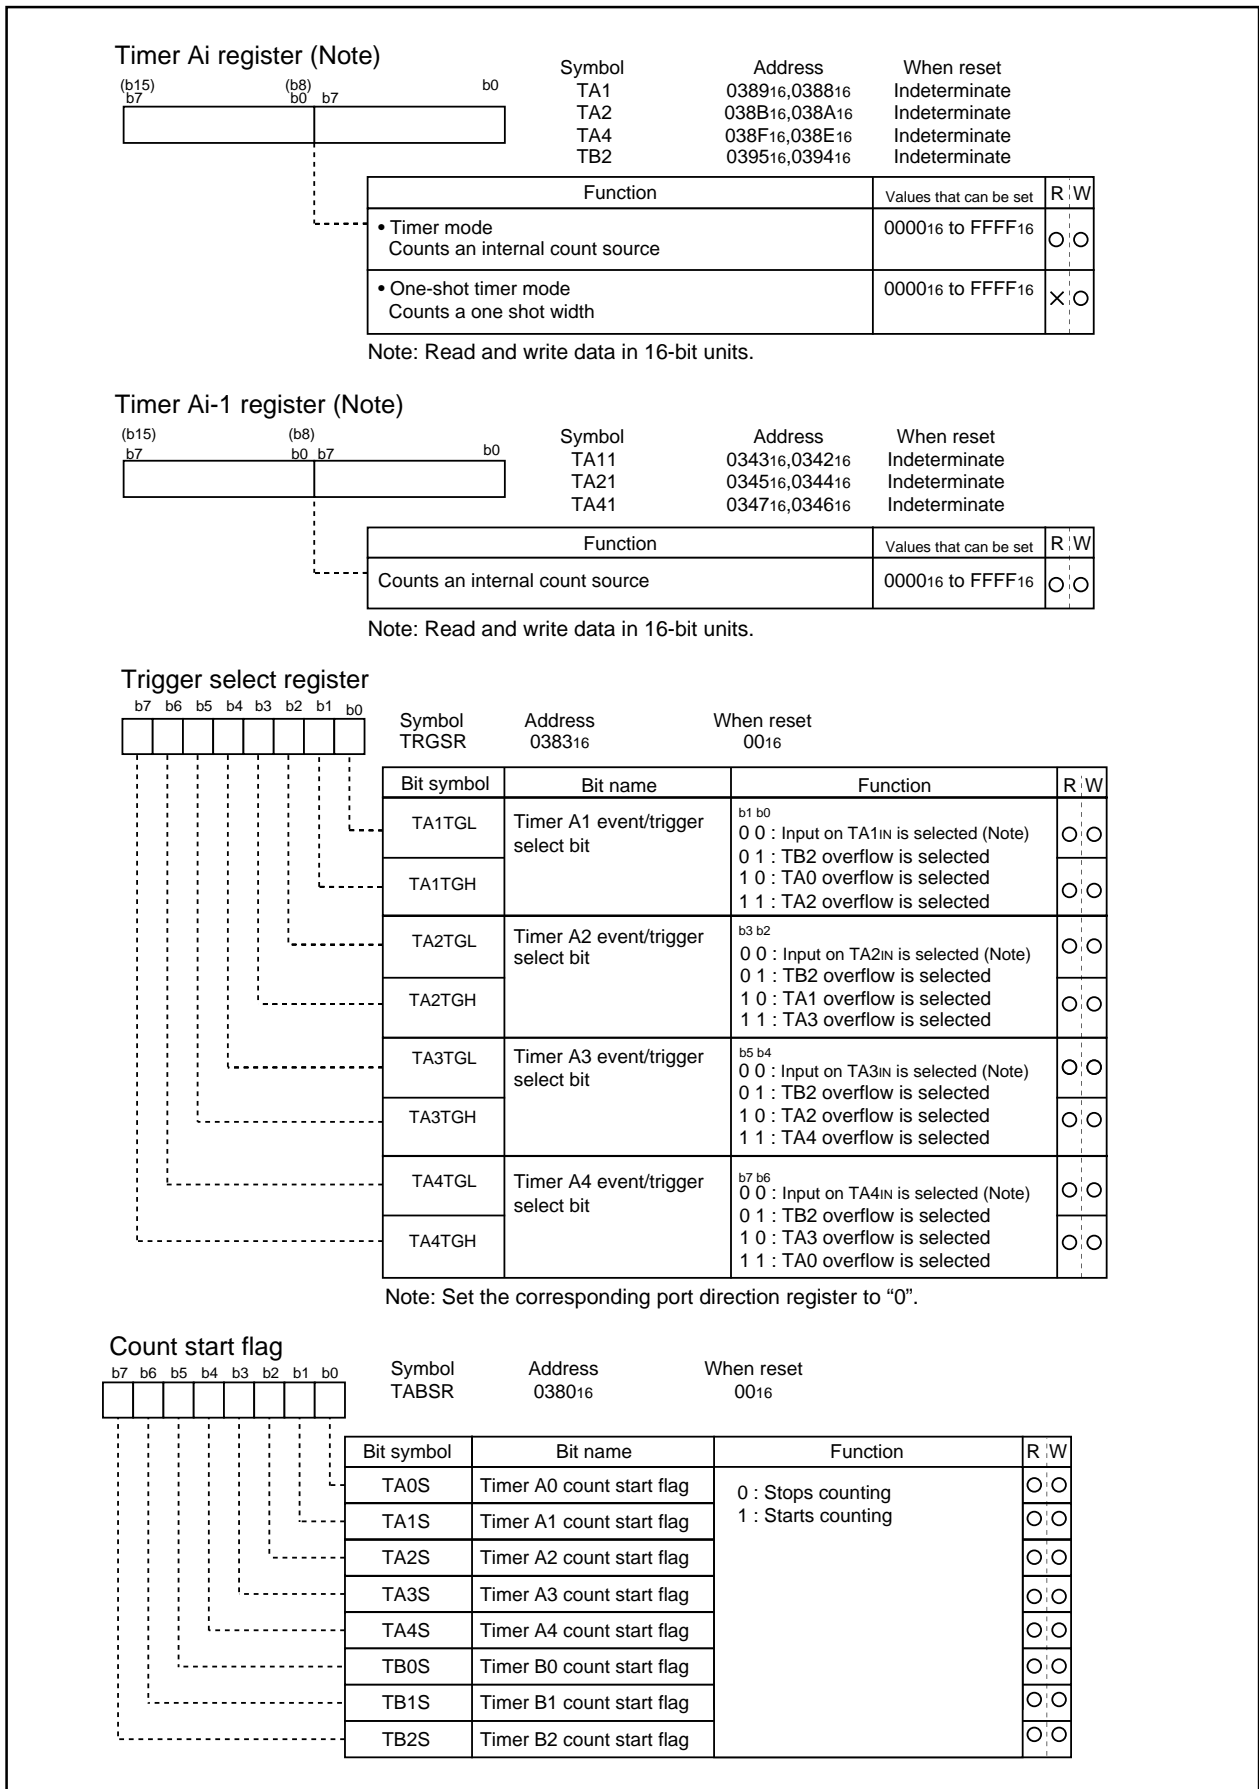 Timer Ai register (Note)
(b15) (b8)
b7 b0 b7 b0
Symbol Address When reset
TA1 038916,038816 Indeterminate
TA2 038B16,038A16 Indeterminate
TA4 038F16,038E16 Indeterminate
TB2 039516,039416 Indeterminate
Function Values that can be set R W
• Timer mode 000016 to FFFF16
Counts an internal count source
• One-shot timer mode 000016 to FFFF16
Counts a one shot width
Note: Read and write data in 16-bit units.
Timer Ai-1 register (Note)
(b15) (b8)
b7 b0 b7 b0
Symbol Address When reset
TA11 034316,034216 Indeterminate
TA21 034516,034416 Indeterminate
TA41 034716,034616 Indeterminate
Function Values that can be set R W
Counts an internal count source 000016 to FFFF16
Note: Read and write data in 16-bit units.
Trigger select register
b7 b6 b5 b4 b3 b2 b1 b0
Symbol Address When reset
TRGSR 038316 0016
Bit symbol Bit name Function R W
TA1TGL
TA1TGH
Timer A1 event/trigger
select bit
b1 b0
0 0 : Input on TA1IN is selected (Note)
0 1 : TB2 overflow is selected
1 0 : TA0 overflow is selected
1 1 : TA2 overflow is selected
TA2TGL
TA2TGH
Timer A2 event/trigger
select bit
b3 b2
0 0 : Input on TA2IN is selected (Note)
0 1 : TB2 overflow is selected
1 0 : TA1 overflow is selected
1 1 : TA3 overflow is selected
TA3TGL
TA3TGH
Timer A3 event/trigger
select bit
b5 b4
0 0 : Input on TA3IN is selected (Note)
0 1 : TB2 overflow is selected
1 0 : TA2 overflow is selected
1 1 : TA4 overflow is selected
TA4TGL
TA4TGH
Timer A4 event/trigger
select bit
b7 b6
0 0 : Input on TA4IN is selected (Note)
0 1 : TB2 overflow is selected
1 0 : TA3 overflow is selected
1 1 : TA0 overflow is selected
Note: Set the corresponding port direction register to “0”.
Count start flag
b7 b6 b5 b4 b3 b2 b1 b0
Symbol Address When reset
TABSR 038016 0016
Bit symbol Bit name Function R W
TA0S Timer A0 count start flag 0 : Stops counting
TA1S Timer A1 count start flag 1 : Starts counting
TA2S Timer A2 count start flag
TA3S Timer A3 count start flag
TA4S Timer A4 count start flag
TB0S Timer B0 count start flag
TB1S Timer B1 count start flag
TB2S Timer B2 count start flag